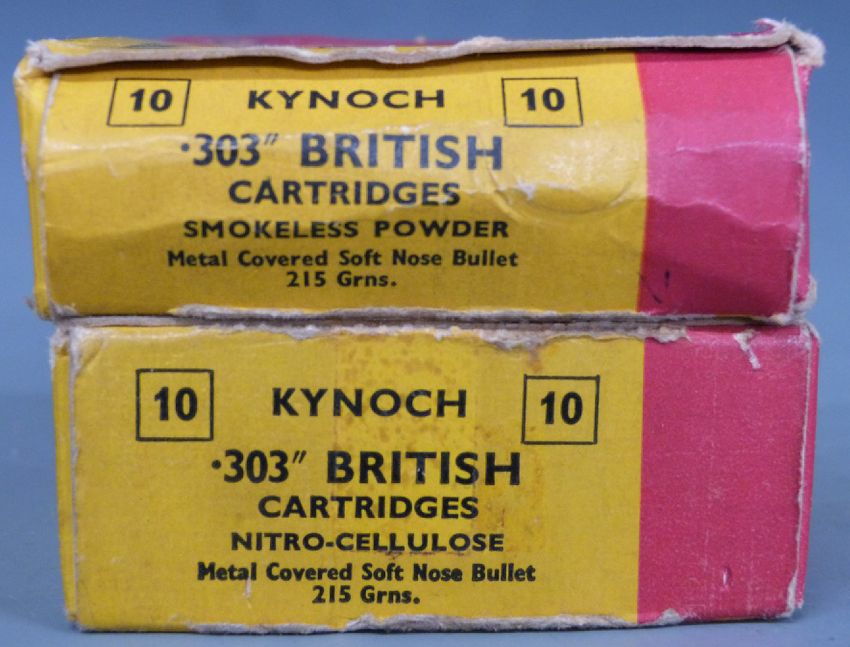 10 KYNOCH 10
·303" BRITISH
CARTRIDGES
SMOKELESS POWDER
Metal Covered Soft Nose Bullet
215 Grns.
10 KYNOCH 10
·303" BRITISH
CARTRIDGES
NITRO-CELLULOSE
Metal Covered Soft Nose Bullet
215 Grns.